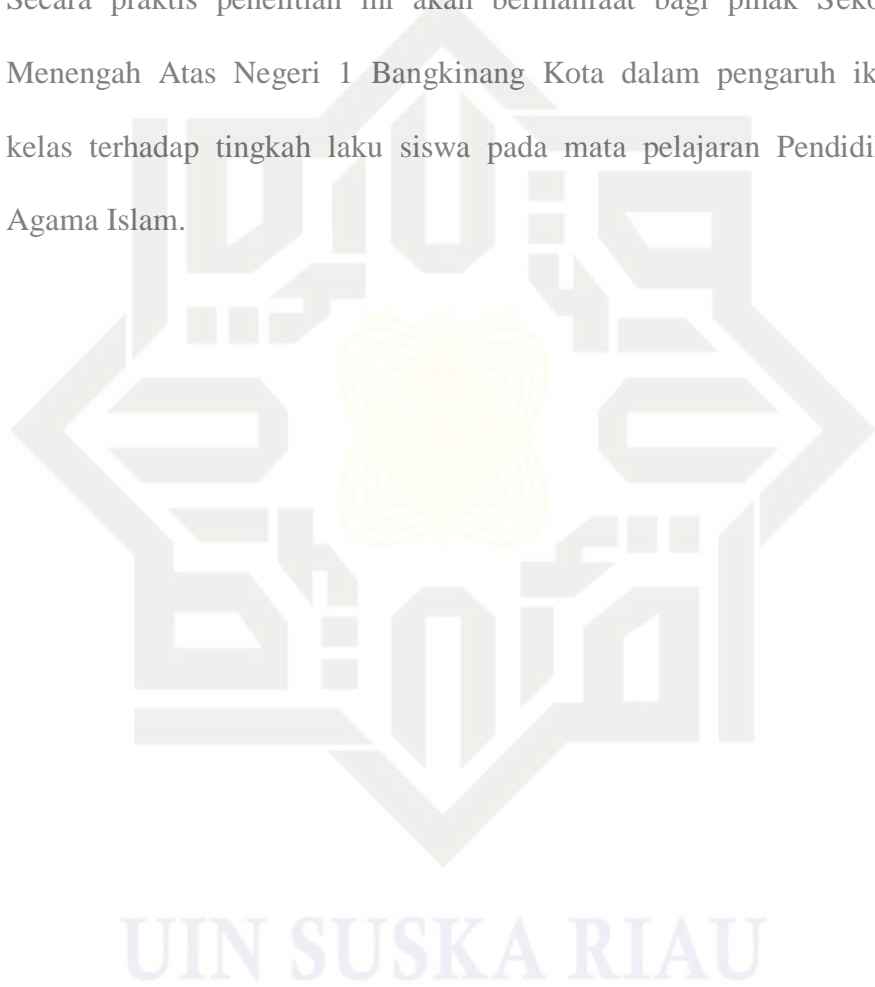 Secara praktis penelitian ini akan bermanfaat bagi pihak Seko
Menengah Atas Negeri 1 Bangkinang Kota dalam pengaruh ik
kelas terhadap tingkah laku siswa pada mata pelajaran Pendidi
Agama Islam.
UIN SUSKA RIAU